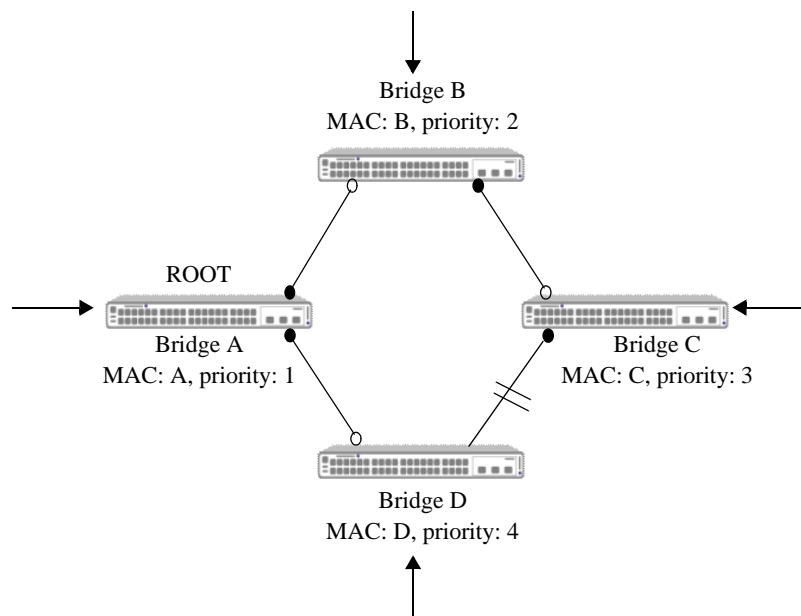 Bridge B
MAC: B, priority: 2
ROOT
Bridge A
MAC: A, priority: 1
Bridge C
MAC: C, priority: 3
Bridge D
MAC: D, priority: 4